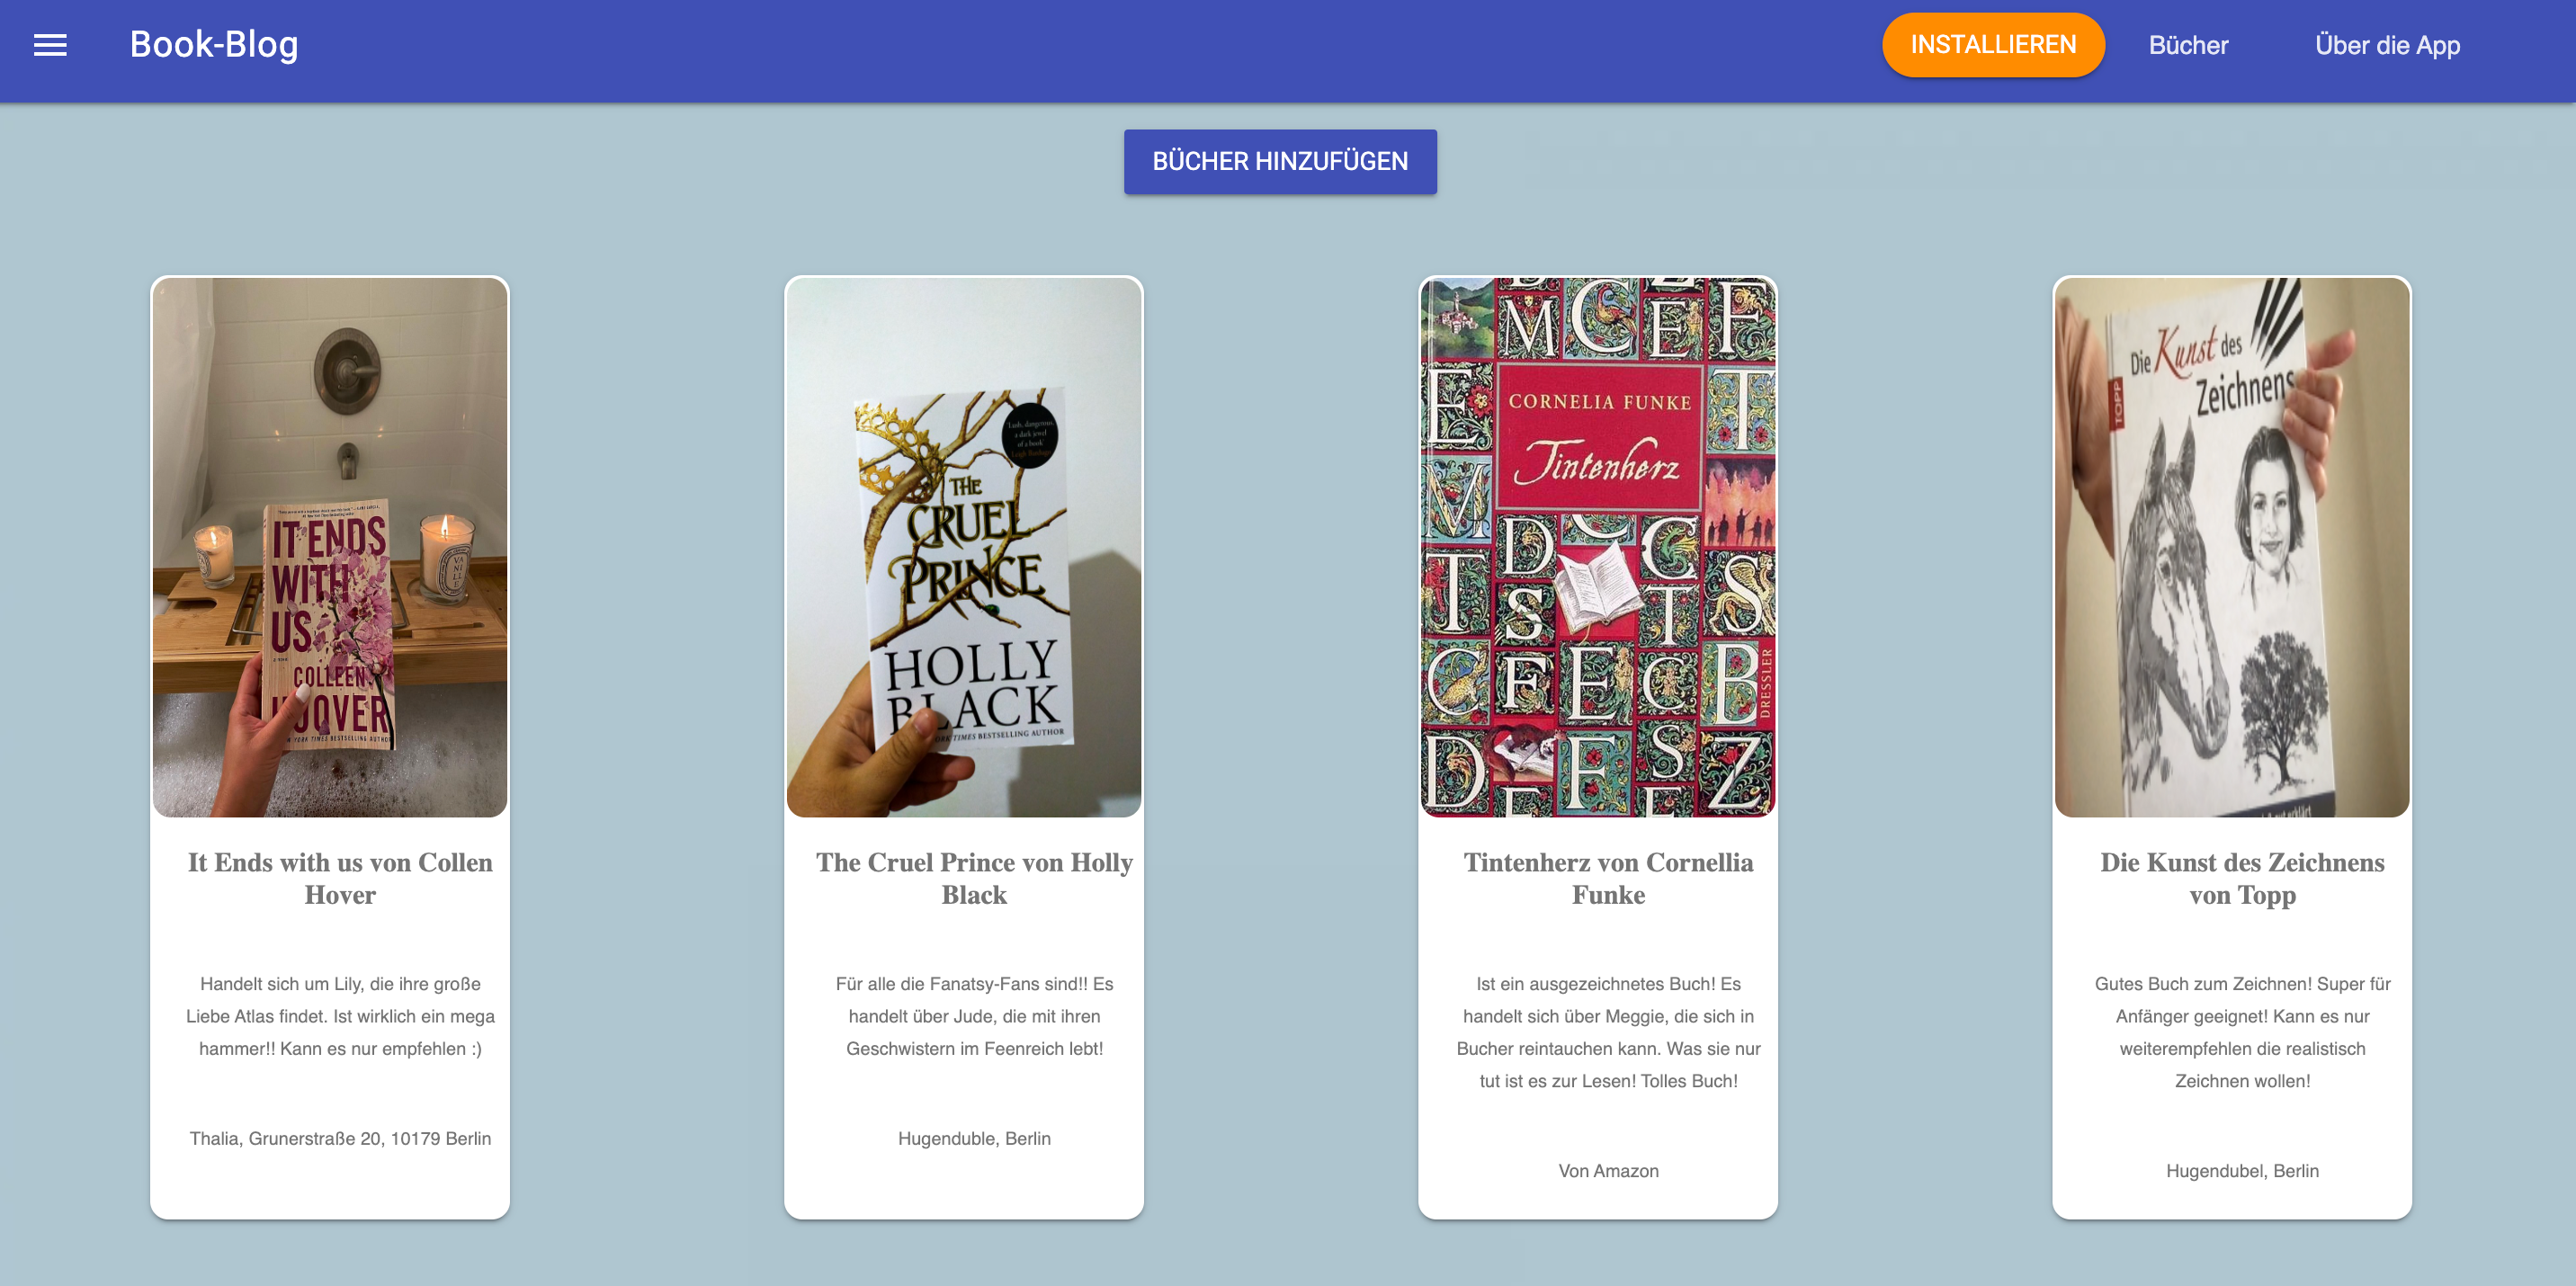 Book-Blog
INSTALLIEREN
Bücher
Über die App
BÜCHER HINZUFÜGEN
IT ENDS
WITH
US
COLLEEN
HOOVER
THE
CRUEL
PRINCE
HOLLY
BLACK
TIMES BESTSELLING AUTHOR
CORNELIA FUNKE
Tintenherz
DRESSLER
Die Kunst des
Zeichnens
TOPP
It Ends with us von Collen
Hover
Handelt sich um Lily, die ihre große
Liebe Atlas findet. Ist wirklich ein mega
hammer!! Kann es nur empfehlen :)
Thalia, Grunerstraße 20, 10179 Berlin
The Cruel Prince von Holly
Black
Für alle die Fanatsy-Fans sind!! Es
handelt über Jude, die mit ihren
Geschwistern im Feenreich lebt!
Hugenduble, Berlin
Tintenherz von Cornellia
Funke
Ist ein ausgezeichnetes Buch! Es
handelt sich über Meggie, die sich in
Bucher reintauchen kann. Was sie nur
tut ist es zur Lesen! Tolles Buch!
Von Amazon
Die Kunst des Zeichnens
von Topp
Gutes Buch zum Zeichnen! Super für
Anfänger geeignet! Kann es nur
weiterempfehlen die realistisch
Zeichnen wollen!
Hugendubel, Berlin